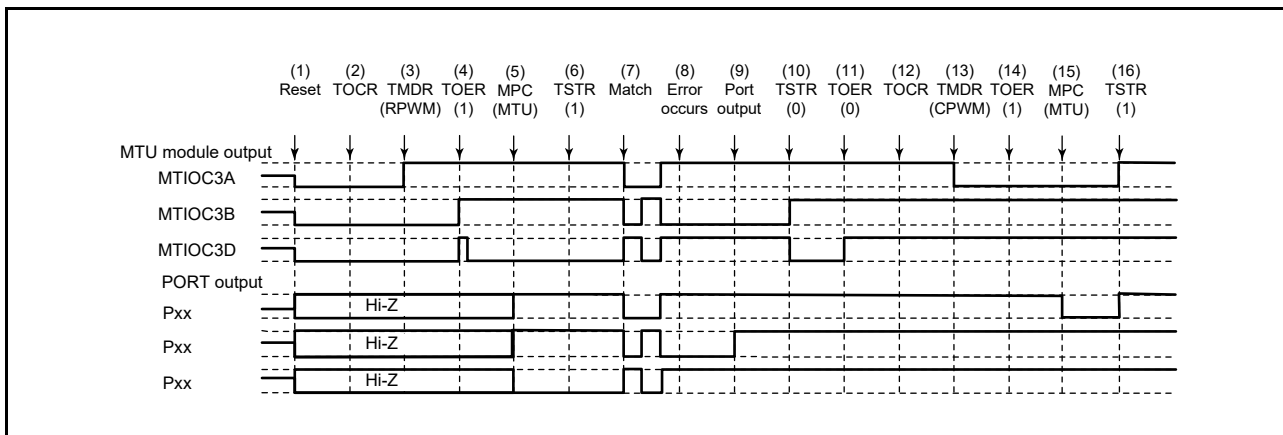 (1) (2) (3) (4) (5) (6) (7) (8) (9) (10) (11) (12) (13) (14) (15) (16)
Reset TOCR TMDR TOER MPC TSTR Match Error Port TSTR TOER TOCR TMDR TOER MPC TSTR
(RPWM) (1) (MTU) (1) occurs output (0) (0) (CPWM) (1) (MTU) (1)
MTU module output
MTIOC3A
MTIOC3B
MTIOC3D
PORT output
Pxx Hi-Z
Pxx Hi-Z
Pxx Hi-Z